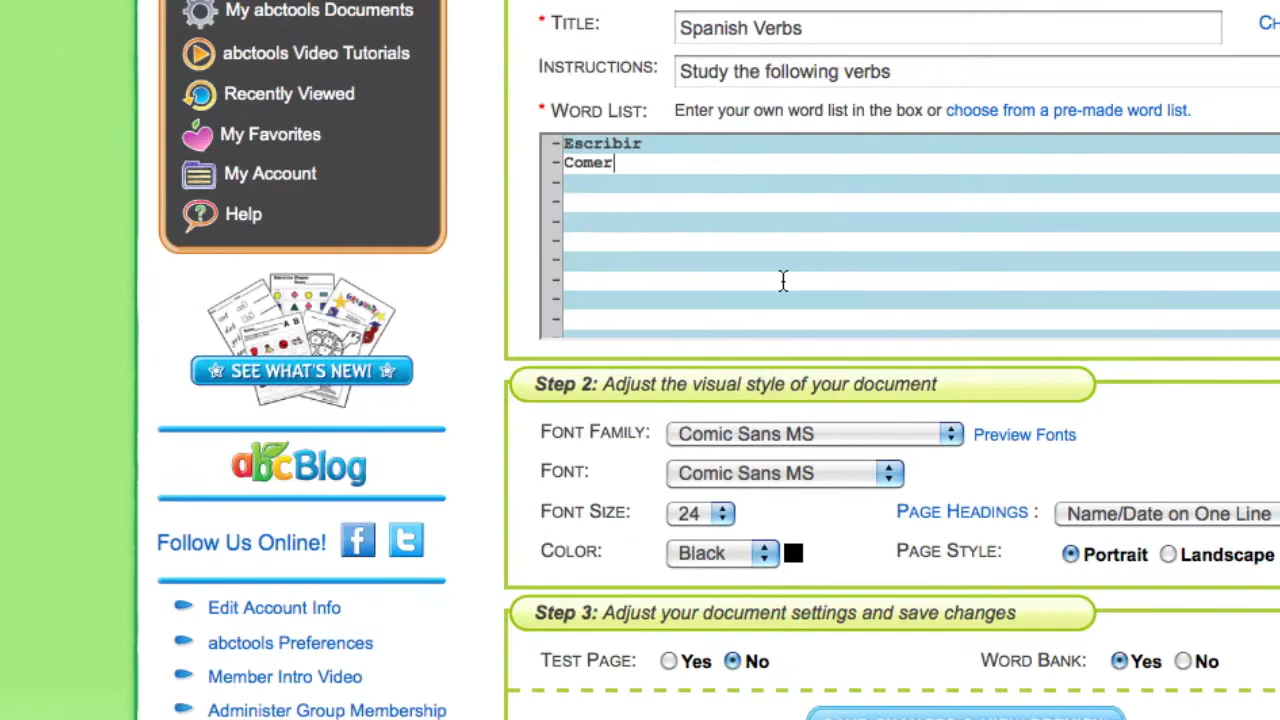 My abctools Documents
abctools Video Tutorials
Recently Viewed
My Favorites
My Account
Help
SEE WHAT'S NEW!
abcBlog
Follow Us Online!
Edit Account Info
abctools Preferences
Member Intro Video
Administer Group Membership
* TITLE: Spanish Verbs
INSTRUCTIONS: Study the following verbs
* WORD LIST: Enter your own word list in the box or choose from a pre-made word list.
- Escribir
- Comer
Step 2: Adjust the visual style of your document
FONT FAMILY: Comic Sans MS Preview Fonts
FONT: Comic Sans MS
FONT SIZE: 24 PAGE HEADINGS : Name/Date on One Line
COLOR: Black PAGE STYLE: Portrait Landscape
Step 3: Adjust your document settings and save changes
TEST PAGE: Yes No WORD BANK: Yes No